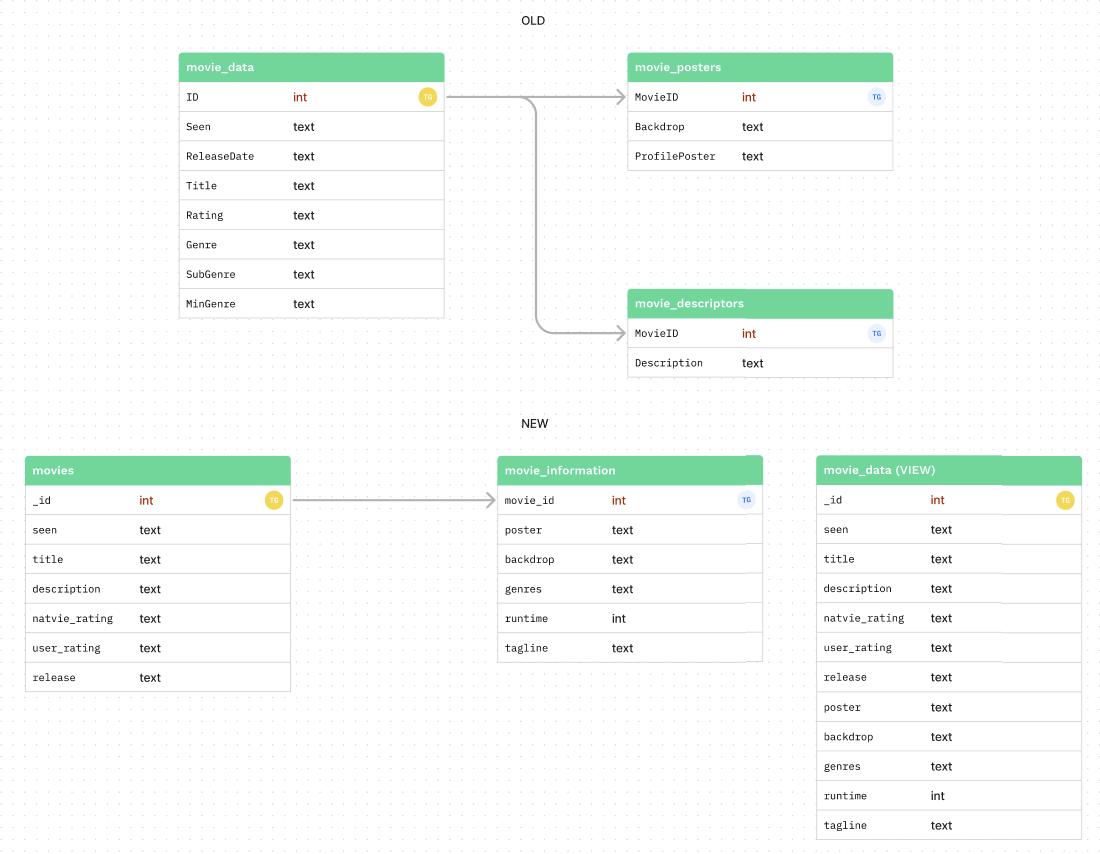 OLD
movie_data
ID int TG
Seen text
ReleaseDate text
Title text
Rating text
Genre text
SubGenre text
MinGenre text
movie_posters
MovieID int TG
Backdrop text
ProfilePoster text
movie_descriptors
MovieID int TG
Description text
NEW
movies
_id int TG
seen text
title text
description text
natvie_rating text
user_rating text
release text
movie_information
movie_id int TG
poster text
backdrop text
genres text
runtime int
tagline text
movie_data (VIEW)
_id int TG
seen text
title text
description text
natvie_rating text
user_rating text
release text
poster text
backdrop text
genres text
runtime int
tagline text